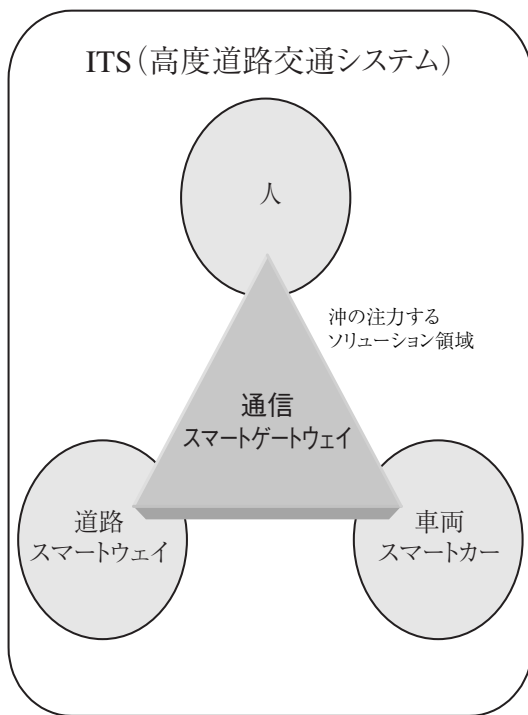 ITS(高度道路交通システム)
人
沖の注力する
ソリューション領域
通信
スマートゲートウェイ
道路
スマートウェイ
車両
スマートカー